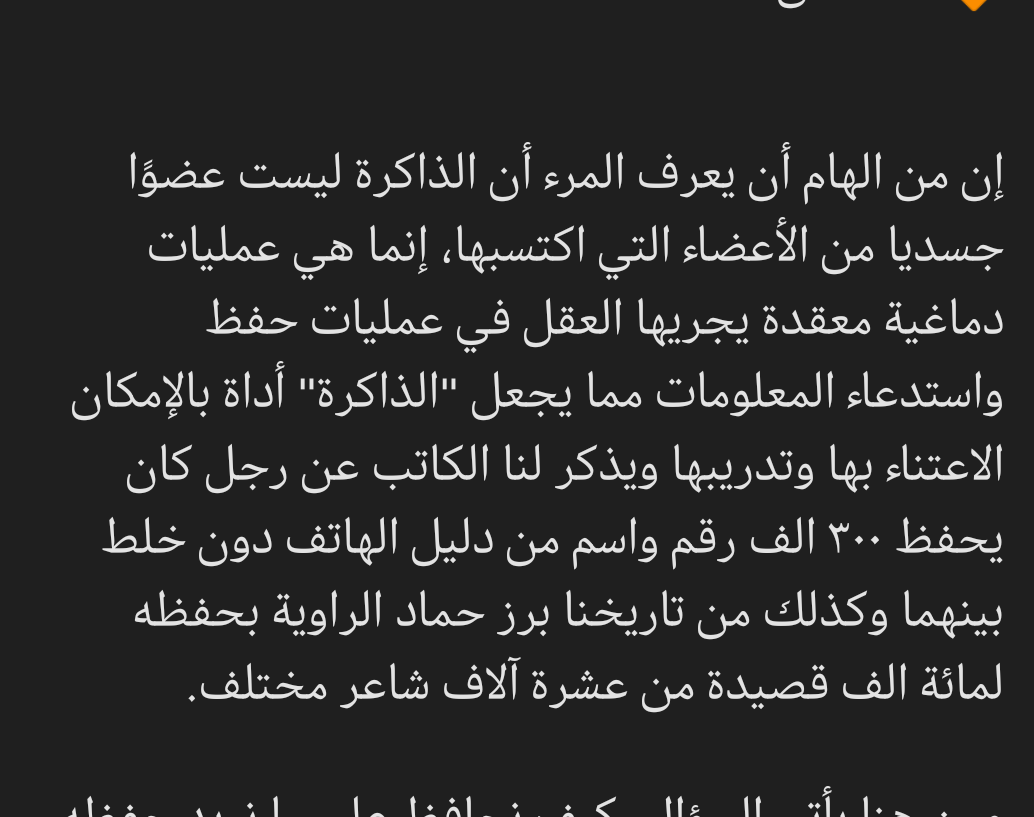 إن من الهام أن يعرف المرء أن الذاكرة ليست عضوًا
جسديا من الأعضاء التي اكتسبها، إنما هي عمليات
دماغية معقدة يجريها العقل في عمليات حفظ
واستدعاء المعلومات مما يجعل "الذاكرة" أداة بالإمكان
الاعتناء بها وتدريبها ويذكر لنا الكاتب عن رجل كان
يحفظ ٣٠٠ الف رقم واسم من دليل الهاتف دون خلط
بينهما وكذلك من تاريخنا برز حماد الراوية بحفظه
لمائة الف قصيدة من عشرة آلاف شاعر مختلف.